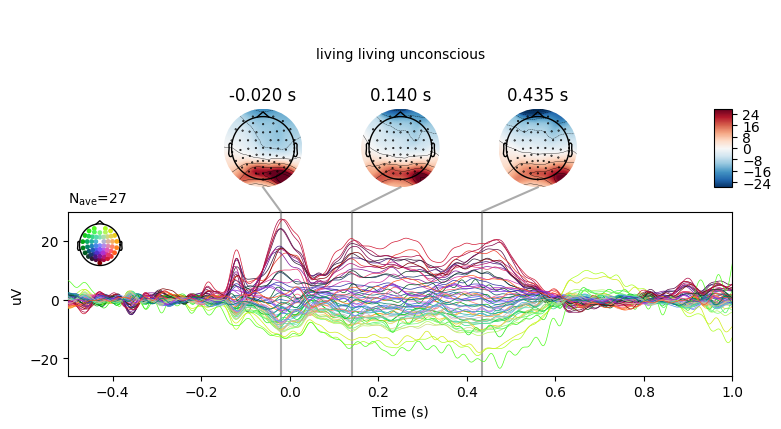 living living unconscious
-0.020 s
0.140 s
0.435 s
24
16
8
0
−8
−16
−24
Nave=27
20
0
−20
uV
−0.4
−0.2
0.0
0.2
0.4
0.6
0.8
1.0
Time (s)